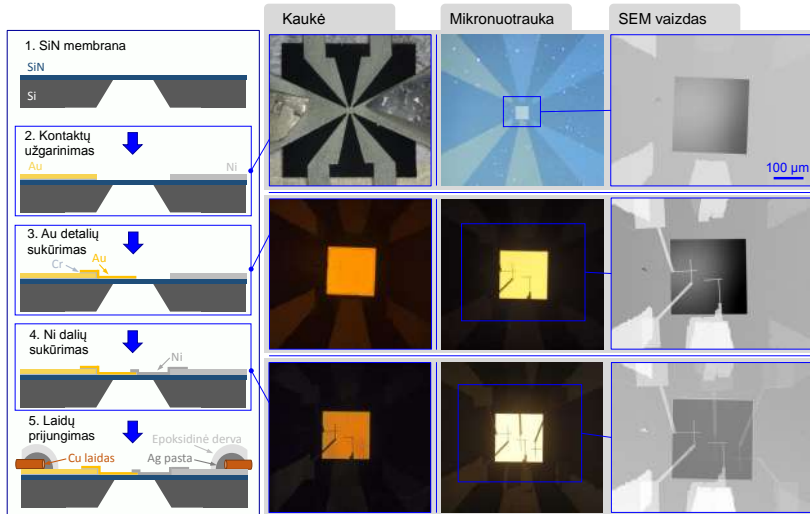 Kaukė
Mikronuotrauka
SEM vaizdas
1. SiN membrana
SiN
Si
2. Kontaktų
užgarinimas
Au
Ni
100 µm
3. Au detalių
sukūrimas
Au
Cr
4. Ni dalių
sukūrimas
Ni
5. Laidų
prijungimas
Epoksidinė derva
Cu laidas
Ag pasta